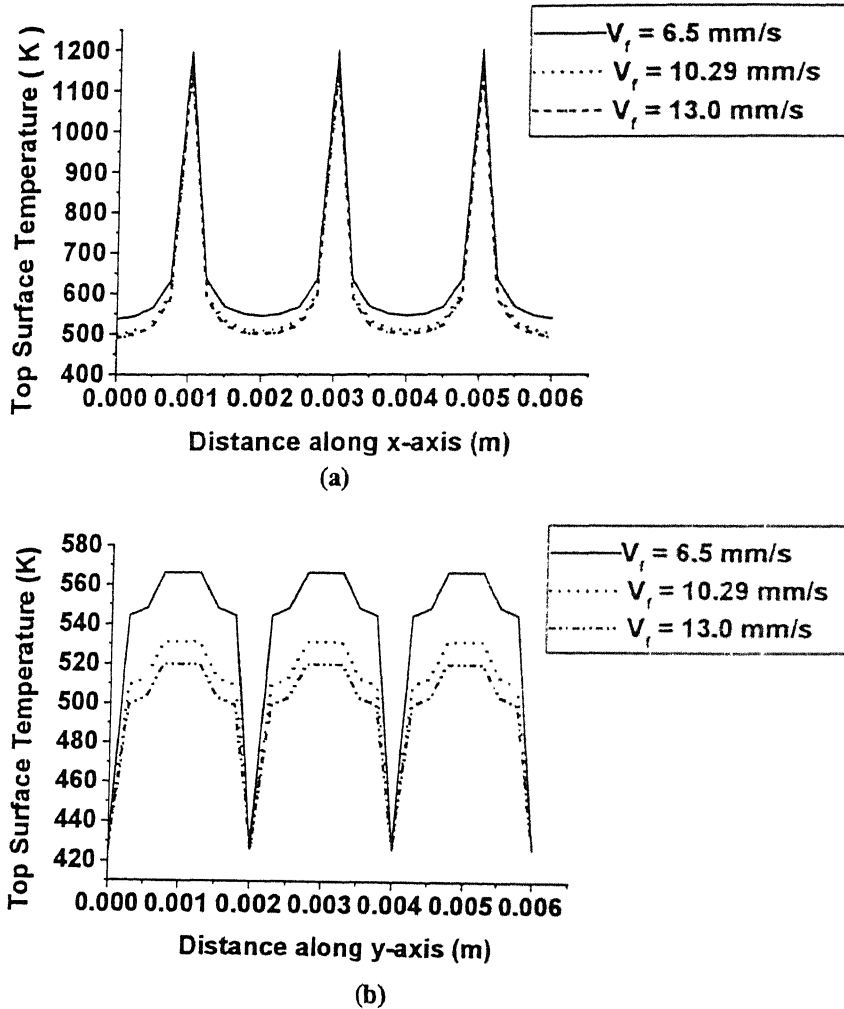 V_f = 6.5 mm/s
V_f = 10.29 mm/s
V_f = 13.0 mm/s
Top Surface Temperature ( K )
1200
1100
1000
900
800
700
600
500
400
0.000 0.001 0.002 0.003 0.004 0.005 0.006
Distance along x-axis (m)
(a)
V_f = 6.5 mm/s
V_f = 10.29 mm/s
V_f = 13.0 mm/s
Top Surface Temperature (K)
580
560
540
520
500
480
460
440
420
0.000 0.001 0.002 0.003 0.004 0.005 0.006
Distance along y-axis (m)
(b)